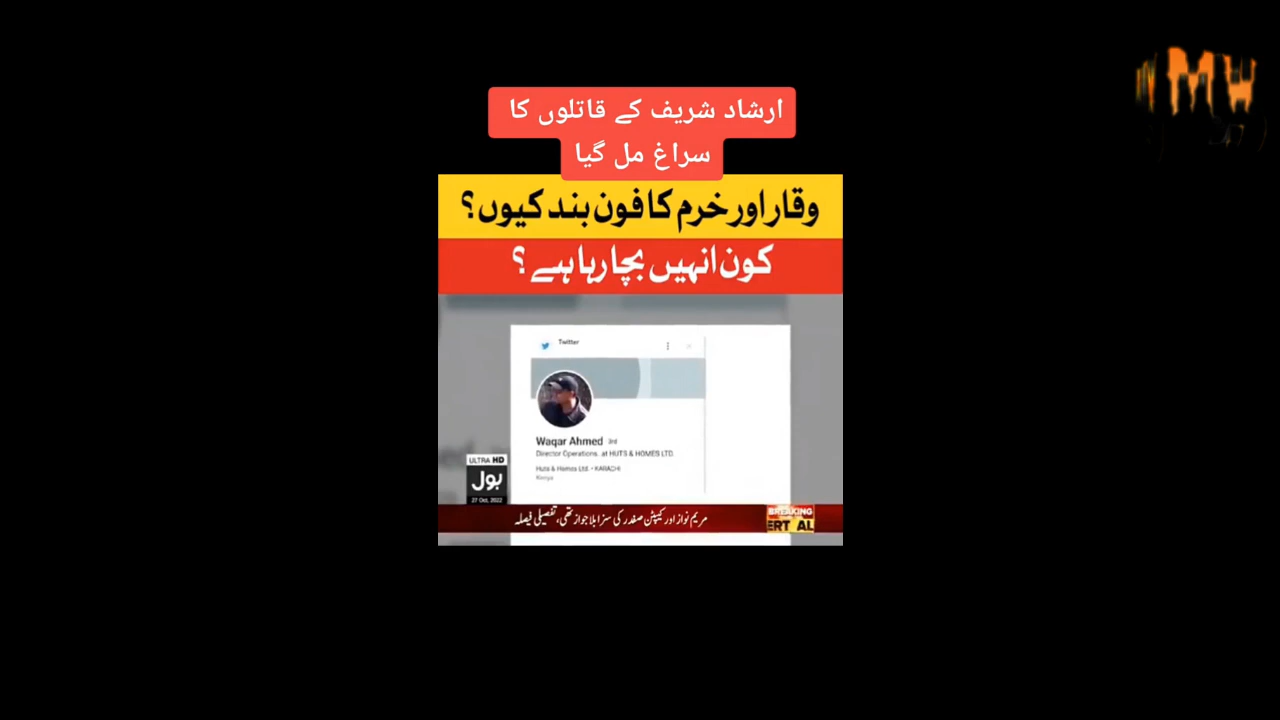 MW
ارشاد شریف کے قاتلوں کا
سراغ مل گیا
وقار اور خرم کا فون بند کیوں؟
کون انہیں بچا رہا ہے؟
Twitter
Waqar Ahmed 3rd
Director Operations. at HUTS & HOMES LTD.
Huts & Homes Ltd. - KARACHI
Kenya
ULTRA HD
بول
27 Oct, 2022
مریم نواز اور کیپٹن صفدر کی سزا بلا جواز تھی، تفصیلی فیصلہ
BREAKING